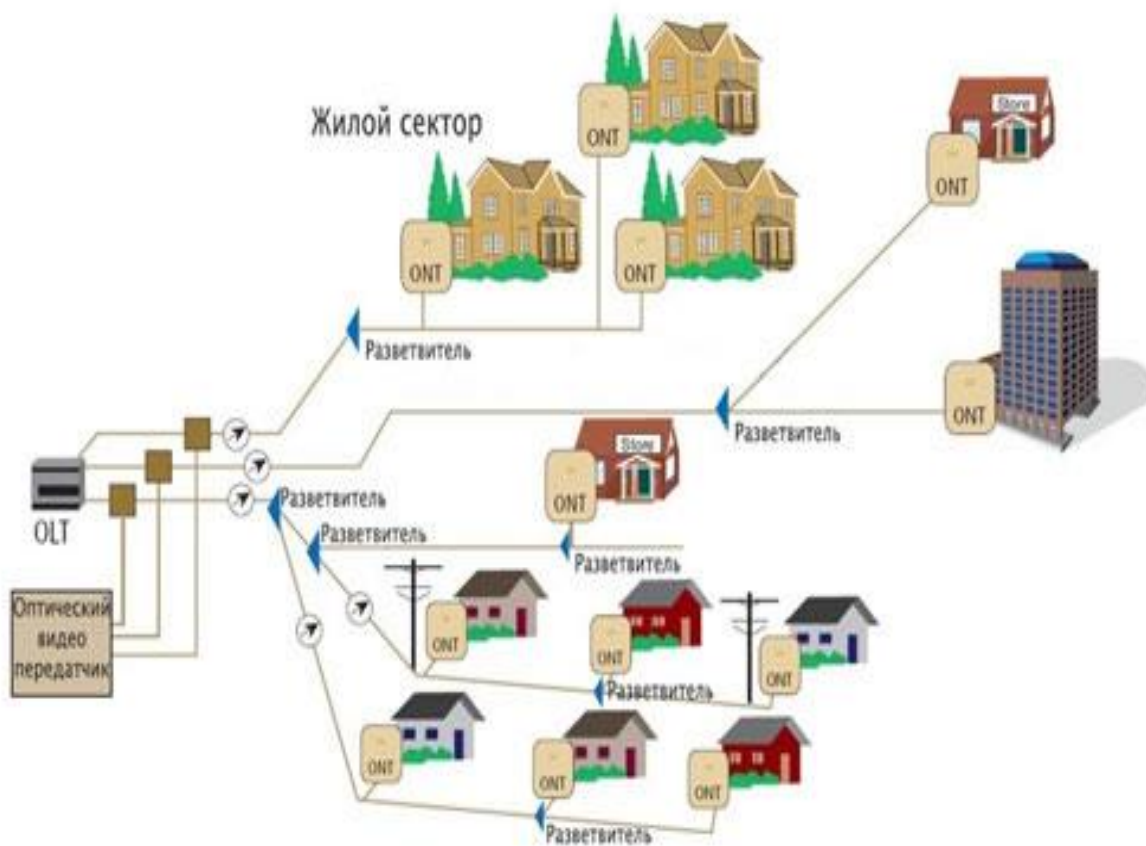 Жилой сектор
ONT
Store
ONT
ONT
ONT
Разветвитель
ONT
Разветвитель
Store
ONT
OLT
Разветвитель
Разветвитель
Разветвитель
Оптический
видео
передатчик
ONT
ONT
ONT
Разветвитель
ONT
ONT
ONT
Разветвитель